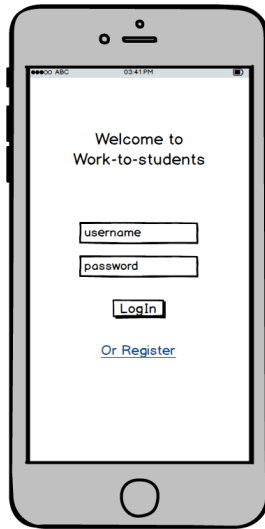 ABC 03:41 PM
Welcome to
Work-to-students
username
password
LogIn
Or Register